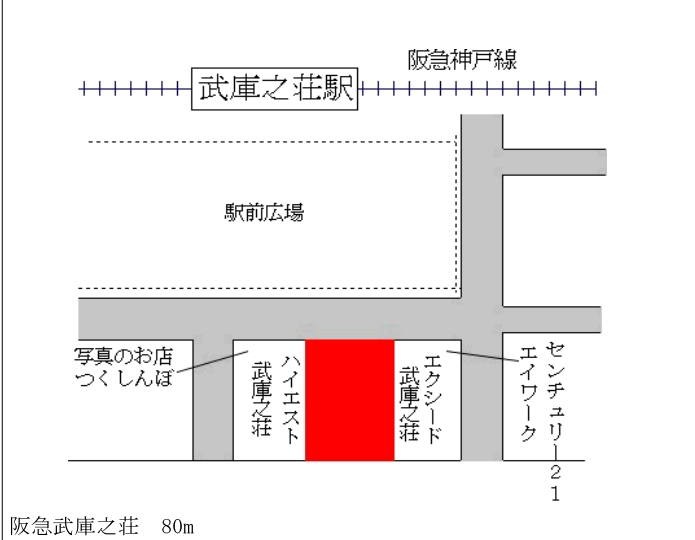 阪急神戸線
武庫之荘駅
駅前広場
写真のお店
つくしんぼ
ハイエスト
武庫之荘
エクシード
武庫之荘
センチュリー21
エイワーク
阪急武庫之荘　80m